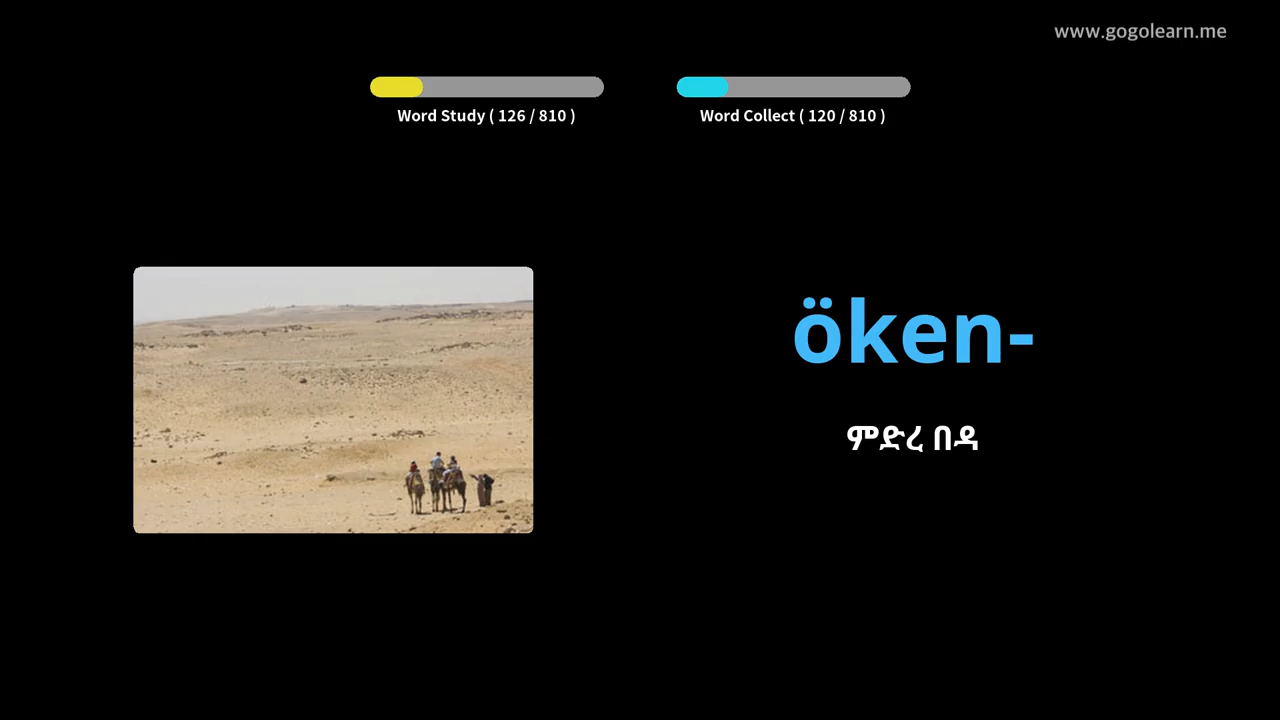 www.gogolearn.me
Word Study ( 126 / 810 )
Word Collect ( 120 / 810 )
öken-
ምድረ በዳ